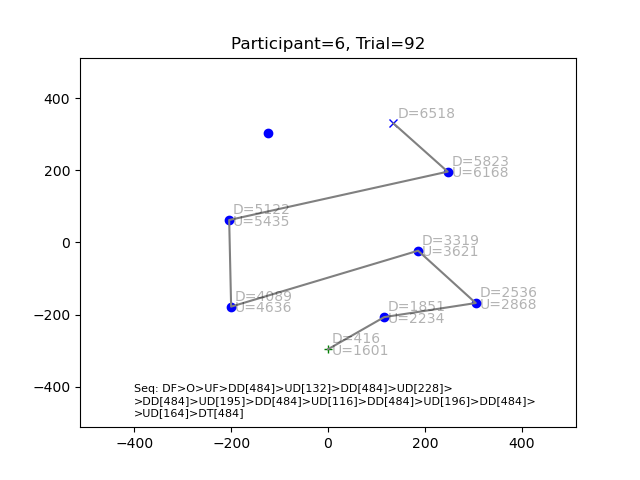 Participant=6, Trial=92
400
200
0
−200
−400
D=6518
D=5823
U=6168
D=5122
U=5435
D=3319
U=3621
D=4089
U=4636
D=2536
U=2868
D=1851
U=2234
D=416
U=1601
Seq: DF>O>UF>DD[484]>UD[132]>DD[484]>UD[228]>
>DD[484]>UD[195]>DD[484]>UD[116]>DD[484]>UD[196]>DD[484]>
>UD[164]>DT[484]
−400 −200 0 200 400